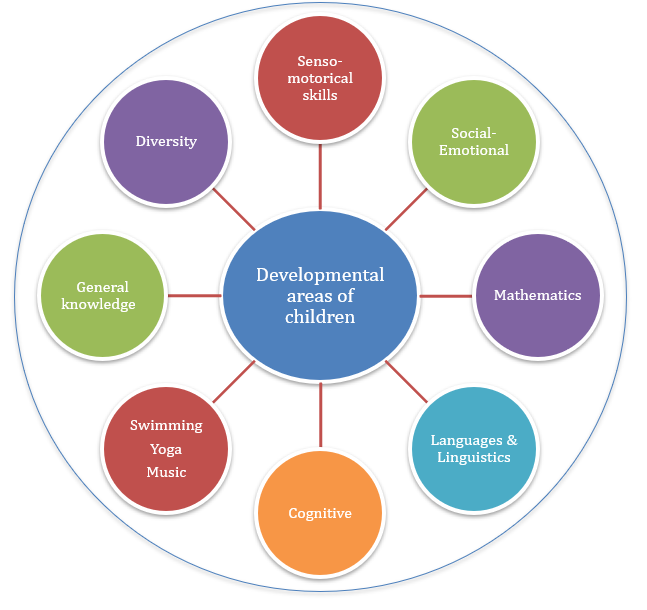 Developmental
areas of
children
Senso-
motorical
skills
Social-
Emotional
Mathematics
Languages &
Linguistics
Cognitive
Swimming
Yoga
Music
General
knowledge
Diversity